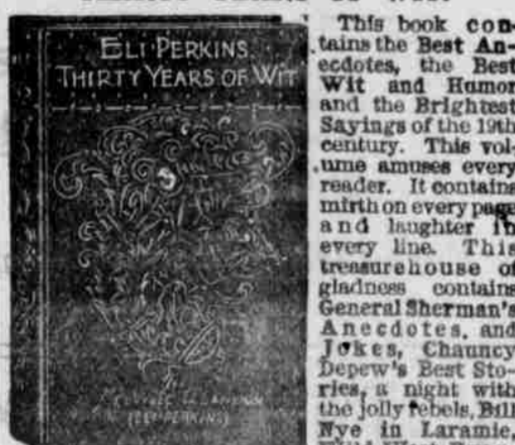 ELI PERKINS
THIRTY YEARS OF WIT
(ELI PERKINS)
This book con-
tains the Best An-
ecdotes, the Best
Wit and Humor
and the Brightest
Sayings of the 19th
century. This vol-
ume amuses every
reader. It contains
mirth on every page
and laughter in
every line. This
treasurehouse of
gladness contains
General Sherman's
Anecdotes, and
Jokes, Chauncy
Depew's Best Sto-
ries, a night with
the jolly rebels, Bill
Nye in Laramie,